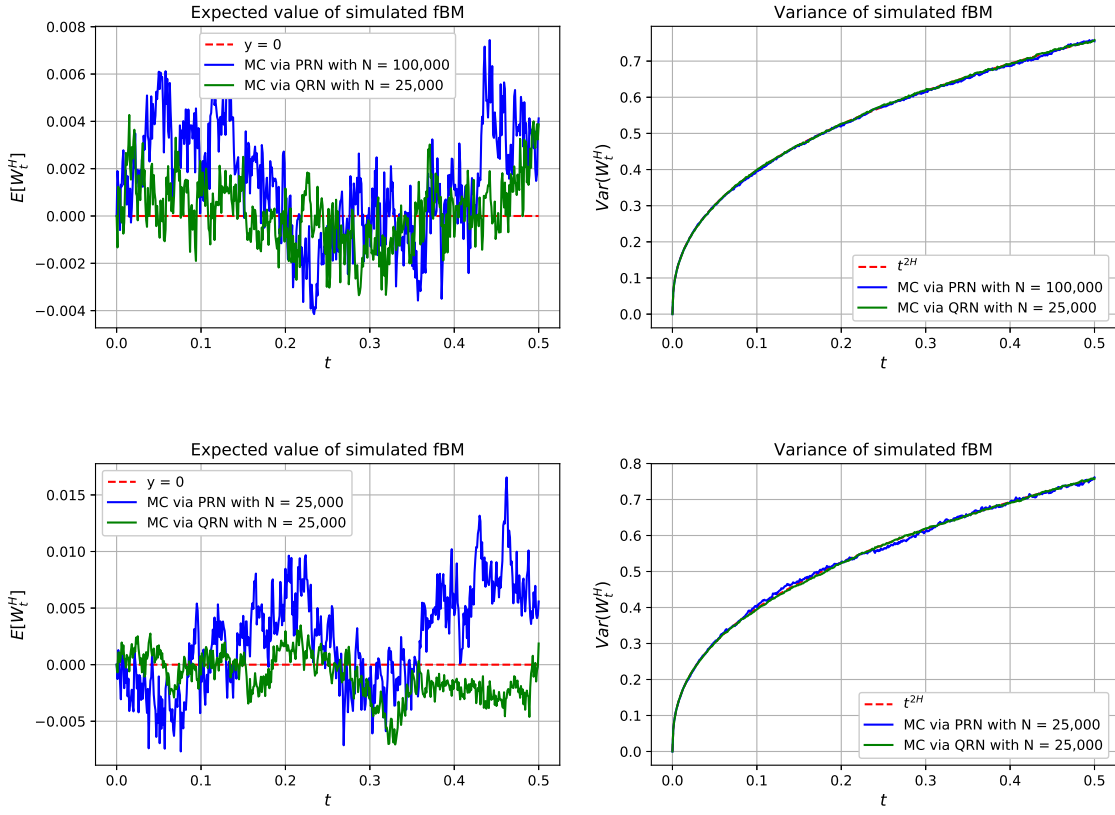 Expected value of simulated fBM
0.008
0.006
0.004
0.002
0.000
−0.002
−0.004
E[W_t^H]
y = 0
MC via PRN with N = 100,000
MC via QRN with N = 25,000
0.0 0.1 0.2 0.3 0.4 0.5
t
Variance of simulated fBM
0.7
0.6
0.5
0.4
0.3
0.2
0.1
0.0
Var(W_t^H)
t^{2H}
MC via PRN with N = 100,000
MC via QRN with N = 25,000
0.0 0.1 0.2 0.3 0.4 0.5
t
Expected value of simulated fBM
0.015
0.010
0.005
0.000
−0.005
E[W_t^H]
y = 0
MC via PRN with N = 25,000
MC via QRN with N = 25,000
0.0 0.1 0.2 0.3 0.4 0.5
t
Variance of simulated fBM
0.8
0.7
0.6
0.5
0.4
0.3
0.2
0.1
0.0
Var(W_t^H)
t^{2H}
MC via PRN with N = 25,000
MC via QRN with N = 25,000
0.0 0.1 0.2 0.3 0.4 0.5
t